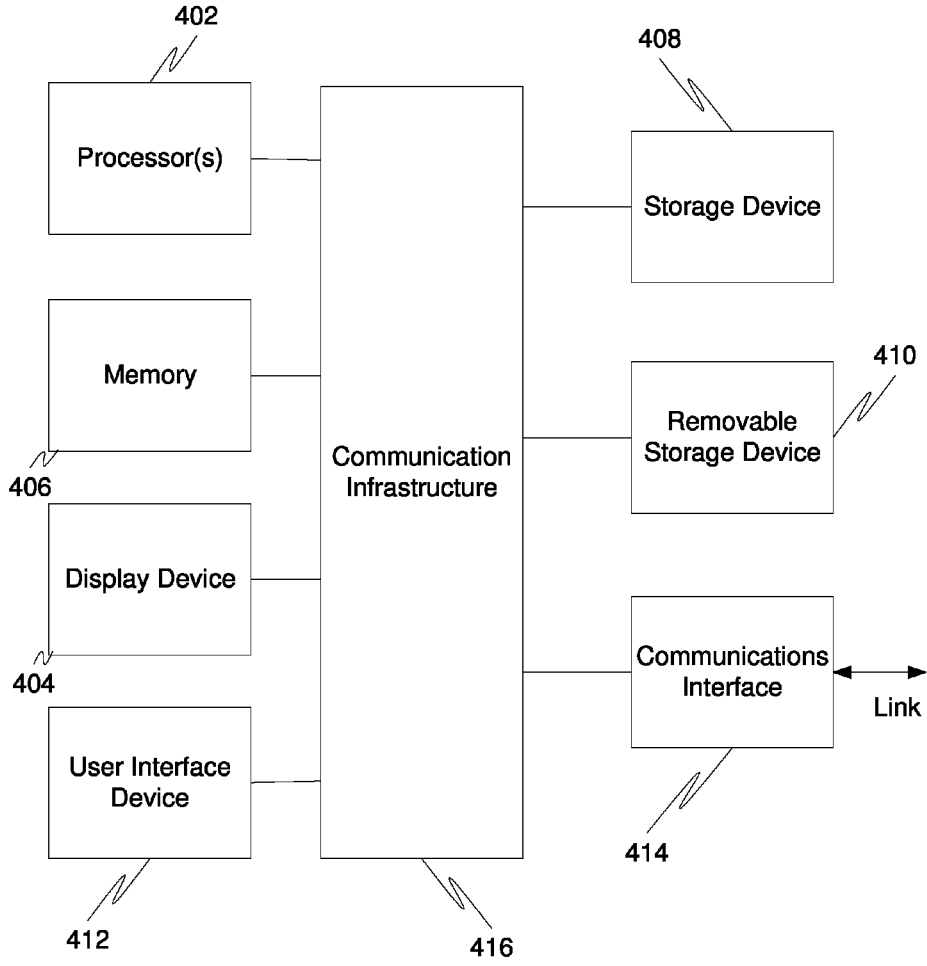 402
Processor(s)
Memory
406
Display Device
404
User Interface
Device
412
Communication
Infrastructure
416
408
Storage Device
410
Removable
Storage Device
Communications
Interface
Link
414